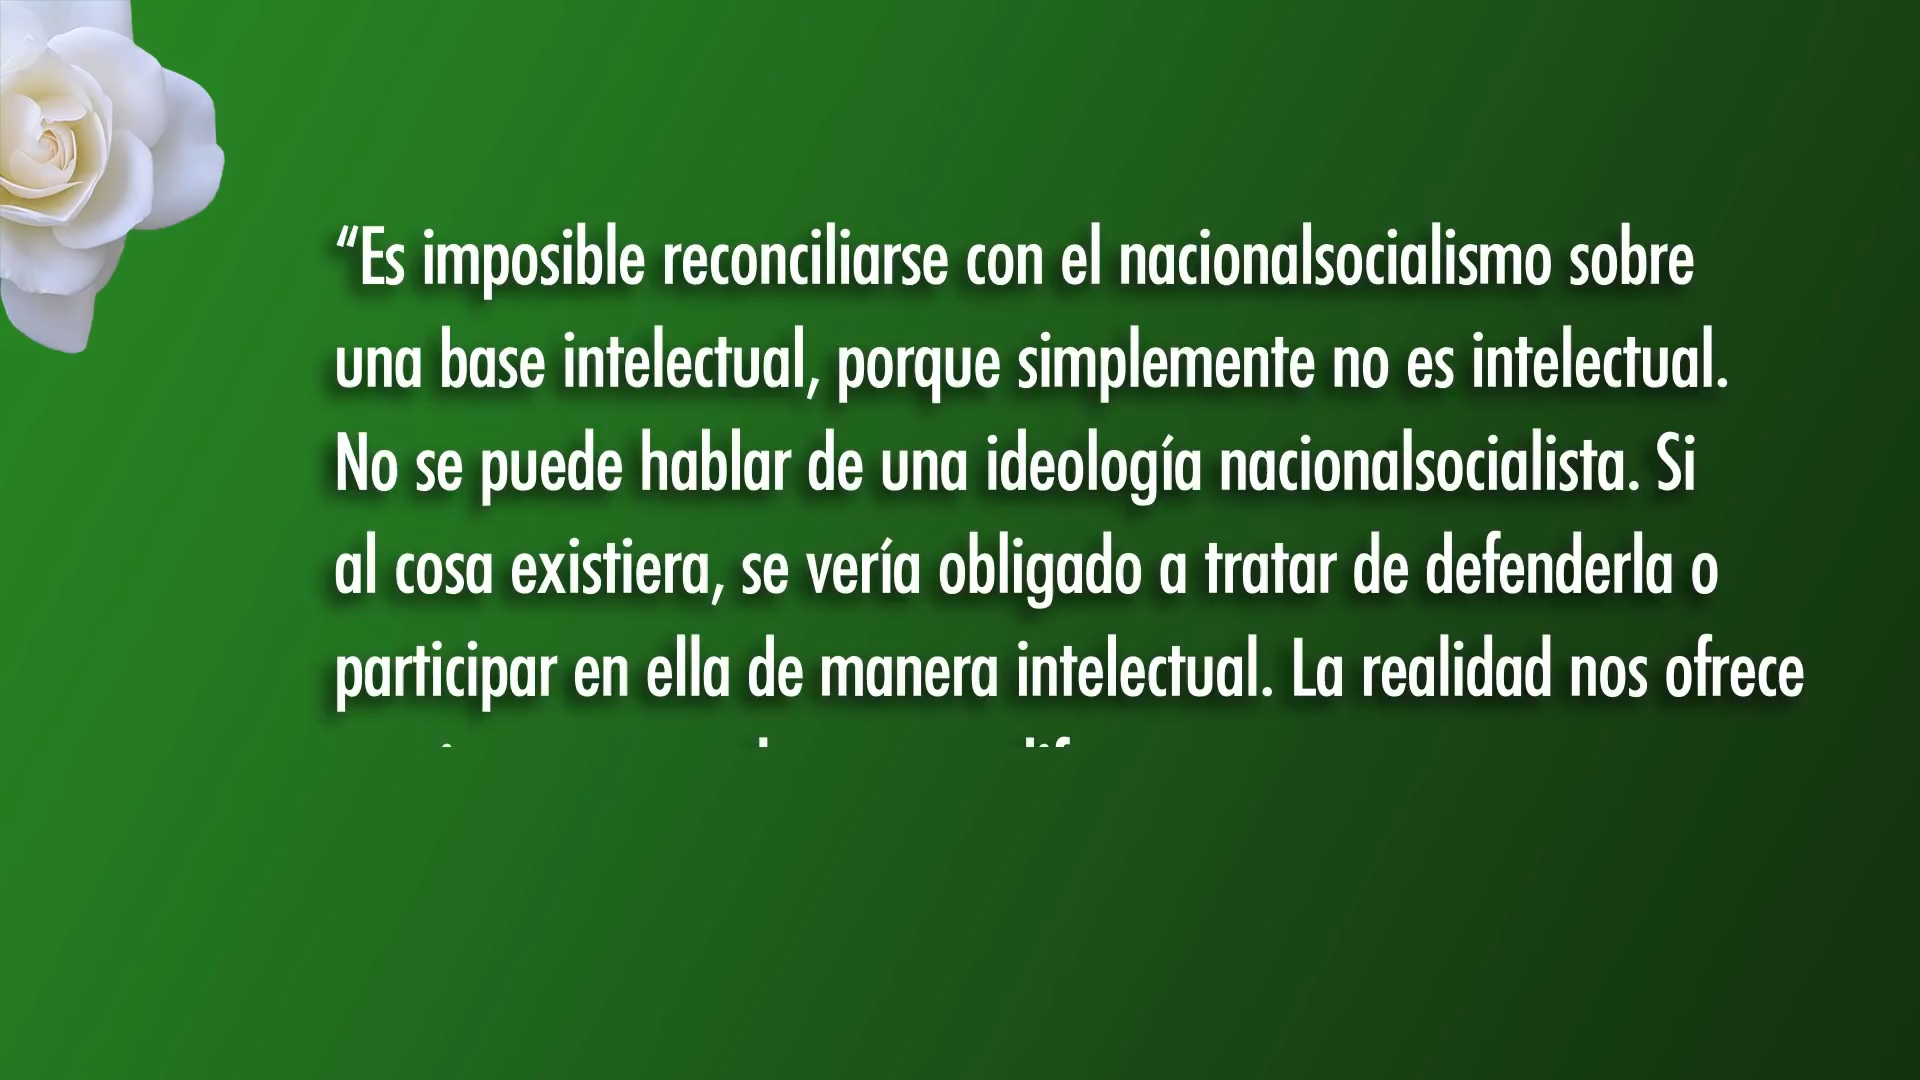 “Es imposible reconciliarse con el nacionalsocialismo sobre
una base intelectual, porque simplemente no es intelectual.
No se puede hablar de una ideología nacionalsocialista. Si
al cosa existiera, se vería obligado a tratar de defenderla o
participar en ella de manera intelectual. La realidad nos ofrece